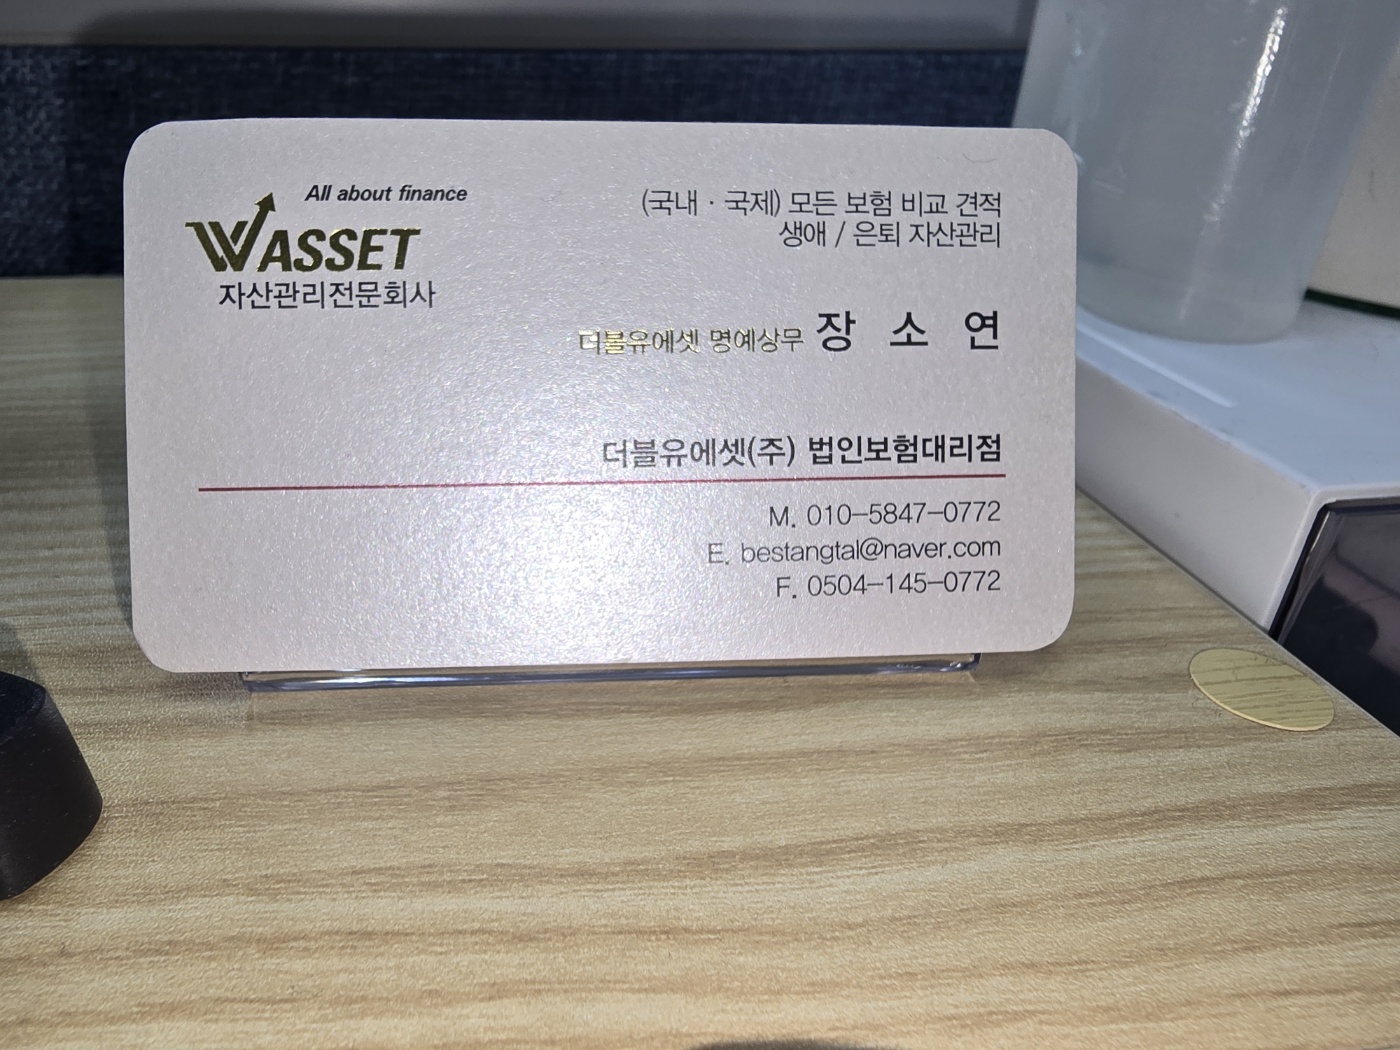 All about finance
WASSET
자산관리전문회사
(국내 · 국제) 모든 보험 비교 견적
생애 / 은퇴 자산관리
더블유에셋 명예상무 장 소 연
더블유에셋(주) 법인보험대리점
M. 010-5847-0772
E. bestangtal@naver.com
F. 0504-145-0772